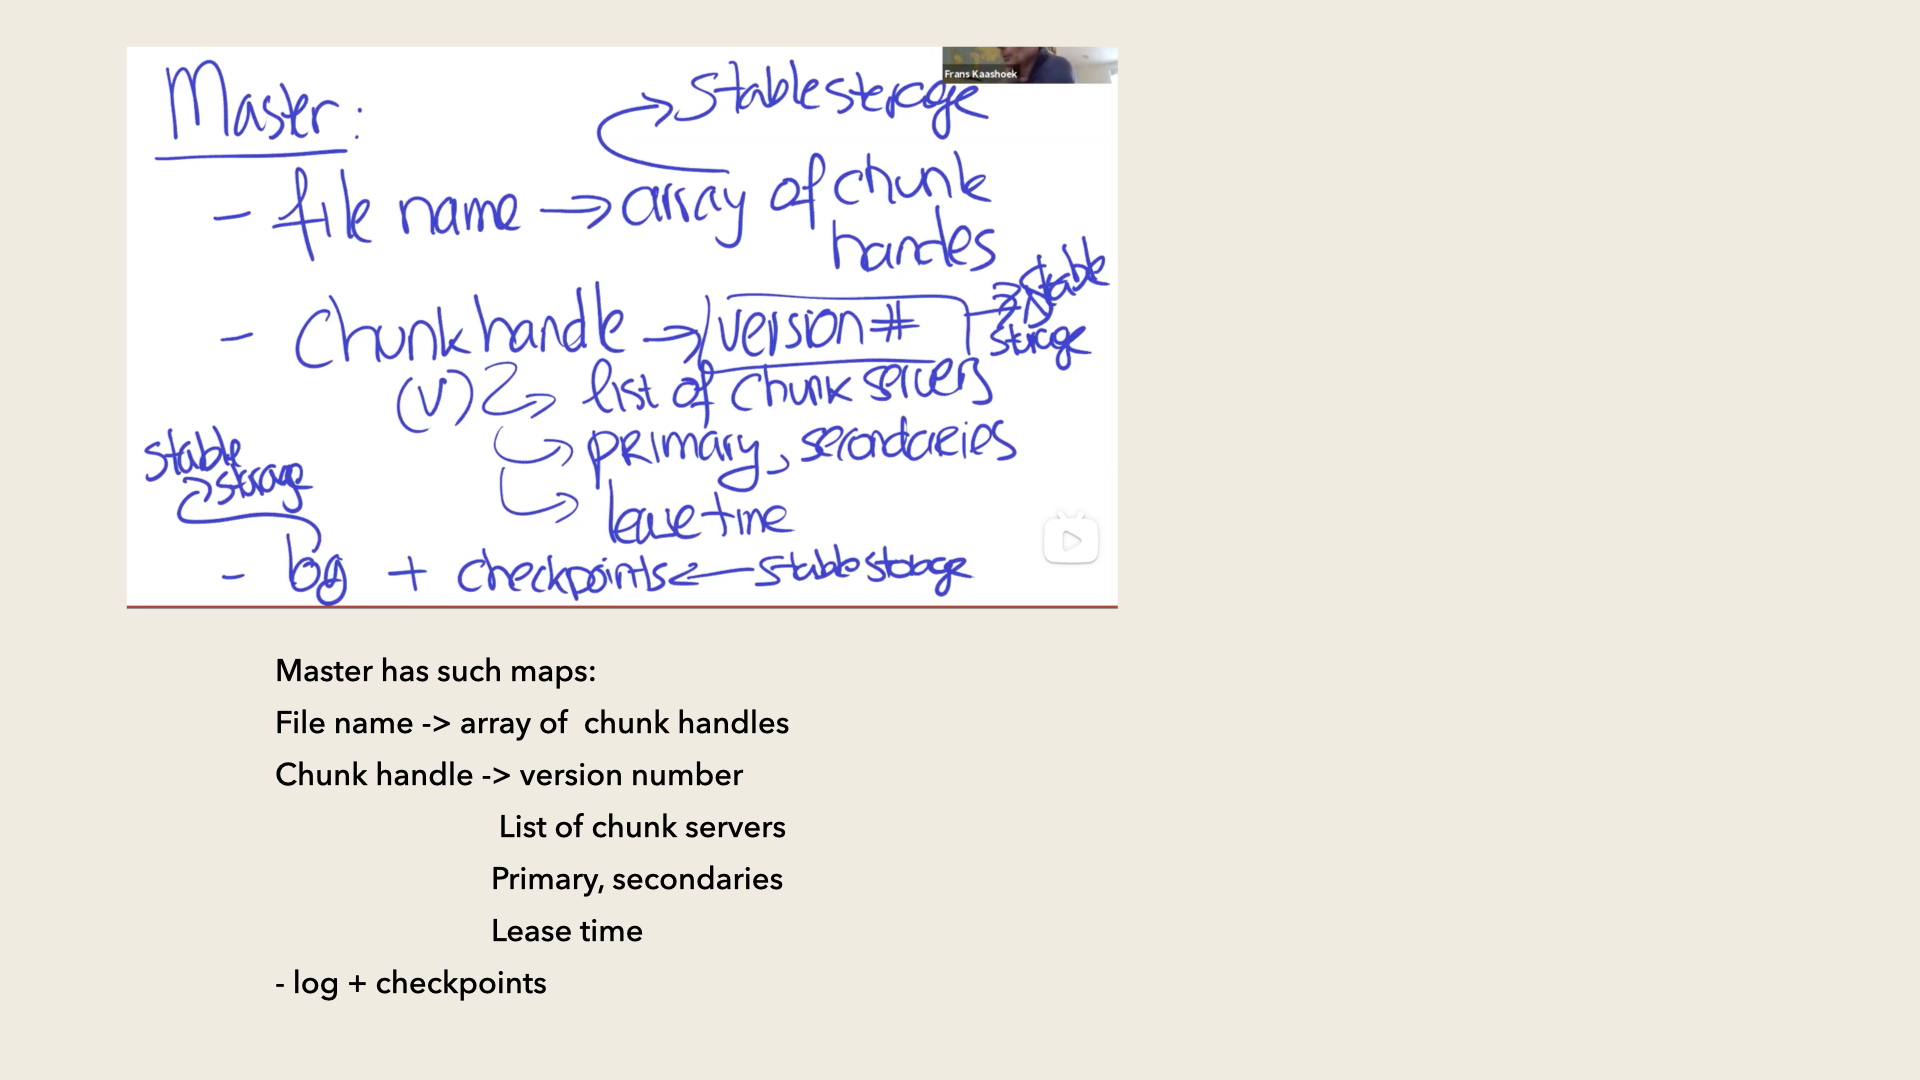 Frans Kaashoek
Master:
stable storage
- file name → array of chunk
handles
- Chunk handle → version #
stable
storage
(V) → list of chunk servers
→ primary, secondaries
stable
storage
→ lease time
- log + checkpoints ← stable storage
Master has such maps:
File name -> array of  chunk handles
Chunk handle -> version number
List of chunk servers
Primary, secondaries
Lease time
- log + checkpoints